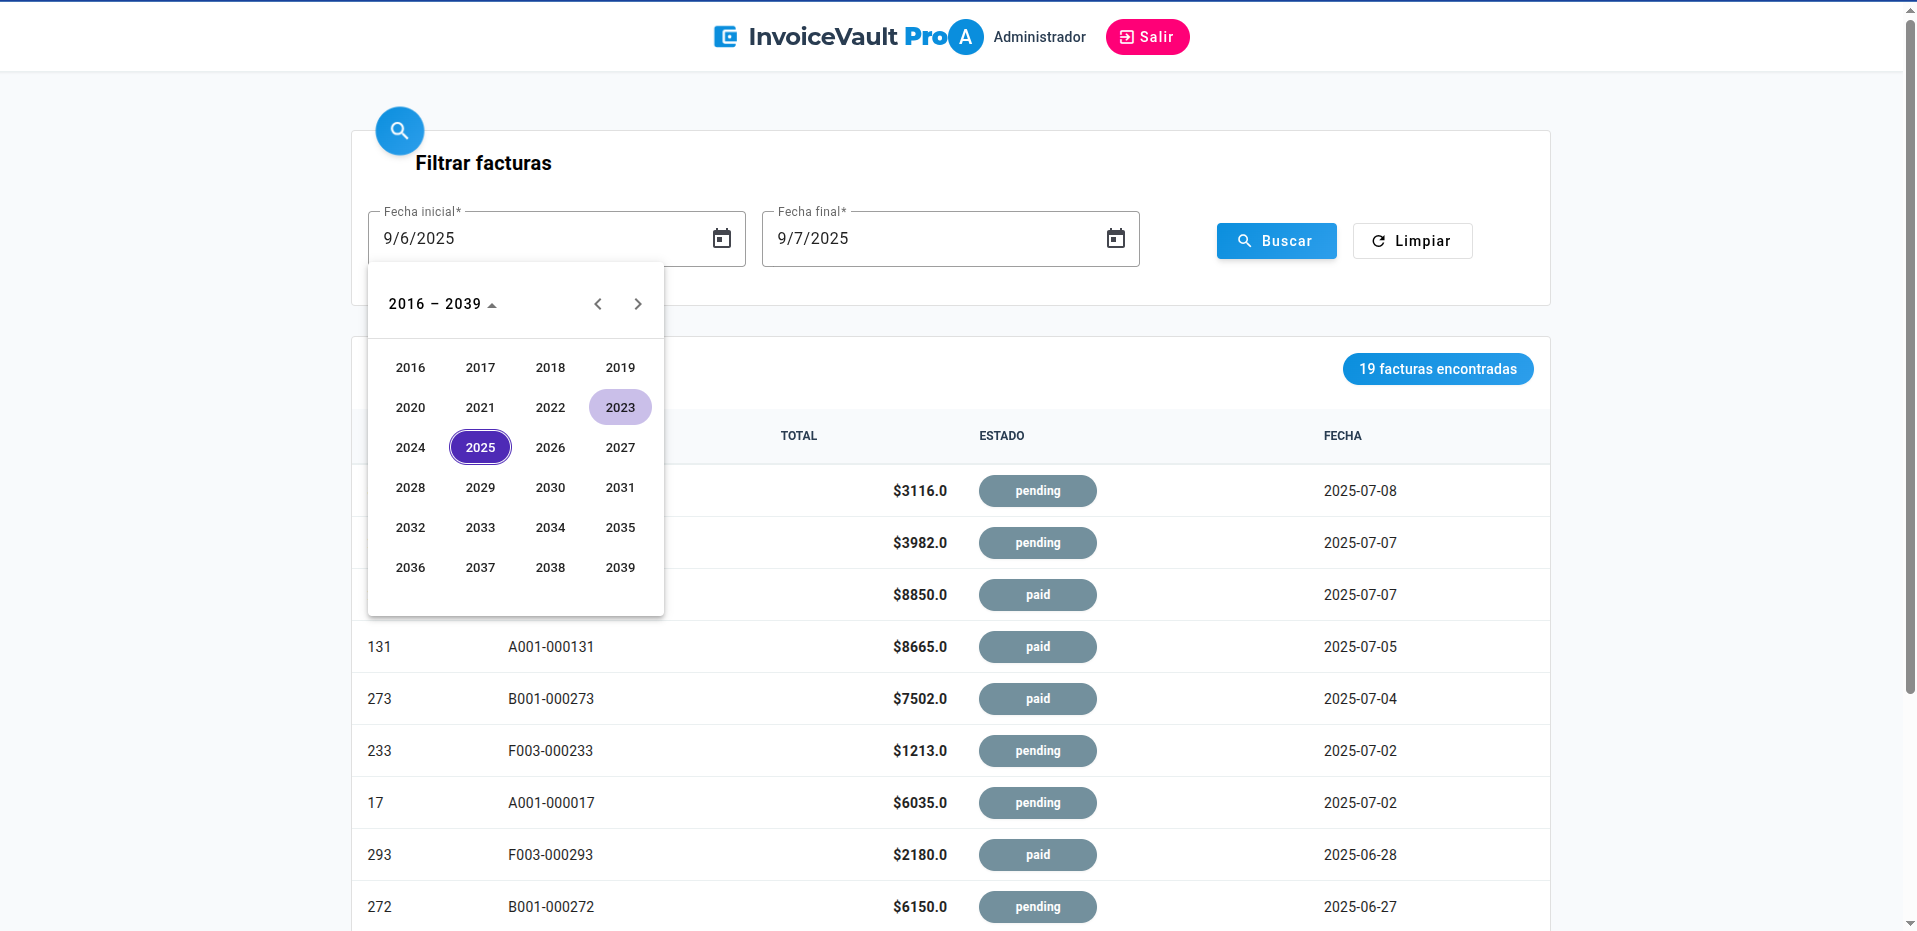 InvoiceVault Pro A Administrador Salir
Filtrar facturas
Fecha inicial*
9/6/2025
Fecha final*
9/7/2025
Buscar
Limpiar
2016 – 2039
2016 2017 2018 2019
2020 2021 2022 2023
2024 2025 2026 2027
2028 2029 2030 2031
2032 2033 2034 2035
2036 2037 2038 2039
19 facturas encontradas
TOTAL ESTADO FECHA
$3116.0 pending 2025-07-08
$3982.0 pending 2025-07-07
$8850.0 paid 2025-07-07
131 A001-000131 $8665.0 paid 2025-07-05
273 B001-000273 $7502.0 paid 2025-07-04
233 F003-000233 $1213.0 pending 2025-07-02
17 A001-000017 $6035.0 pending 2025-07-02
293 F003-000293 $2180.0 paid 2025-06-28
272 B001-000272 $6150.0 pending 2025-06-27